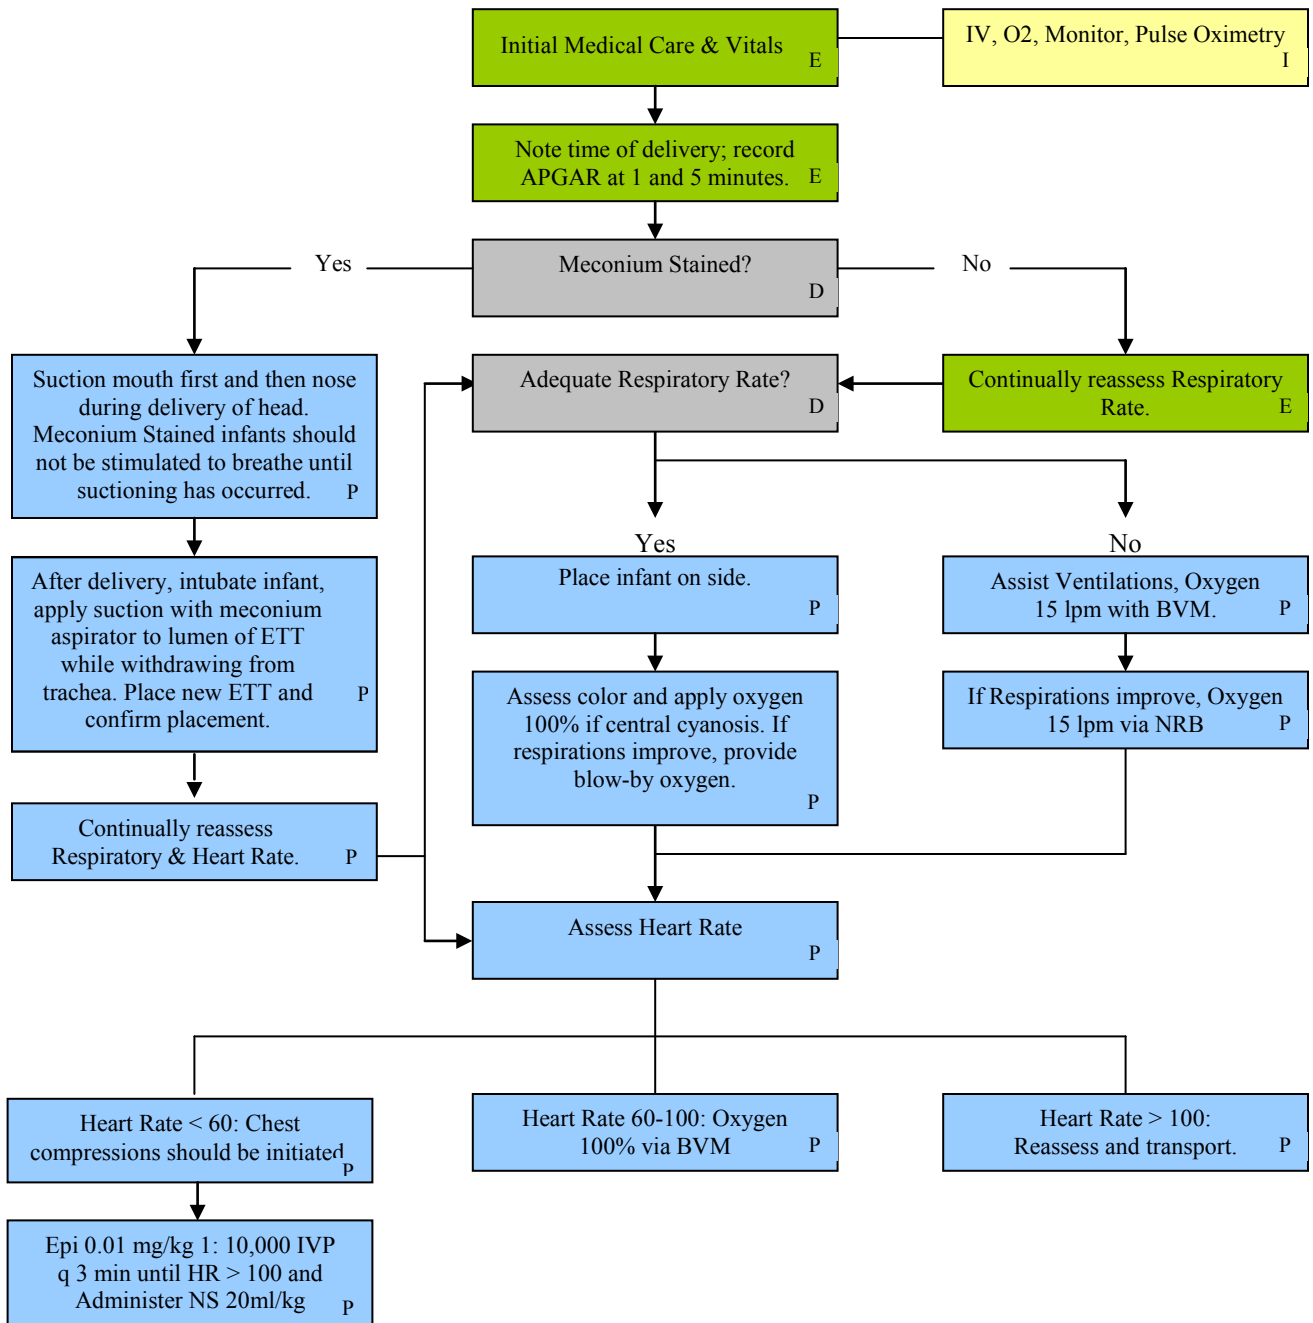 Initial Medical Care & Vitals
E
IV, O2, Monitor, Pulse Oximetry
I
Note time of delivery; record
APGAR at 1 and 5 minutes.
E
Yes
Meconium Stained?
D
No
Suction mouth first and then nose
during delivery of head.
Meconium Stained infants should
not be stimulated to breathe until
suctioning has occurred.
P
Adequate Respiratory Rate?
D
Continually reassess Respiratory
Rate.
E
After delivery, intubate infant,
apply suction with meconium
aspirator to lumen of ETT
while withdrawing from
trachea. Place new ETT and
confirm placement.
P
Yes
Place infant on side.
P
No
Assist Ventilations, Oxygen
15 lpm with BVM.
P
Assess color and apply oxygen
100% if central cyanosis. If
respirations improve, provide
blow-by oxygen.
P
If Respirations improve, Oxygen
15 lpm via NRB
P
Continually reassess
Respiratory & Heart Rate.
P
Assess Heart Rate
P
Heart Rate < 60: Chest
compressions should be initiated
P
Heart Rate 60-100: Oxygen
100% via BVM
P
Heart Rate > 100:
Reassess and transport.
P
Epi 0.01 mg/kg 1: 10,000 IVP
q 3 min until HR > 100 and
Administer NS 20ml/kg
P